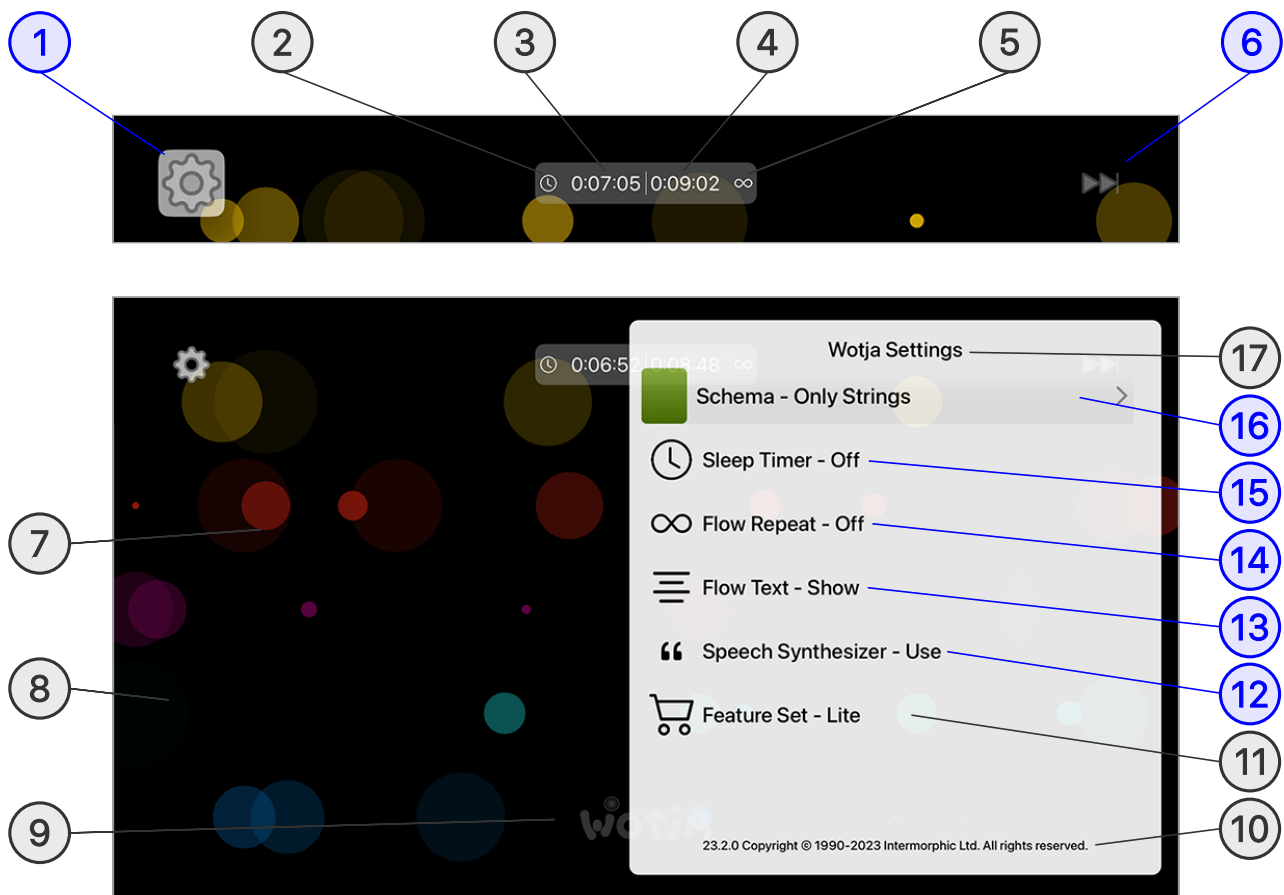 1
2
3
4
5
6
0:07:05|0:09:02
0:06:52 0:08:48
Wotja Settings
17
Schema - Only Strings
16
Sleep Timer - Off
15
7
Flow Repeat - Off
14
Flow Text - Show
13
8
Speech Synthesizer - Use
12
Feature Set - Lite
11
9
wotja
10
23.2.0 Copyright © 1990-2023 Intermorphic Ltd. All rights reserved.